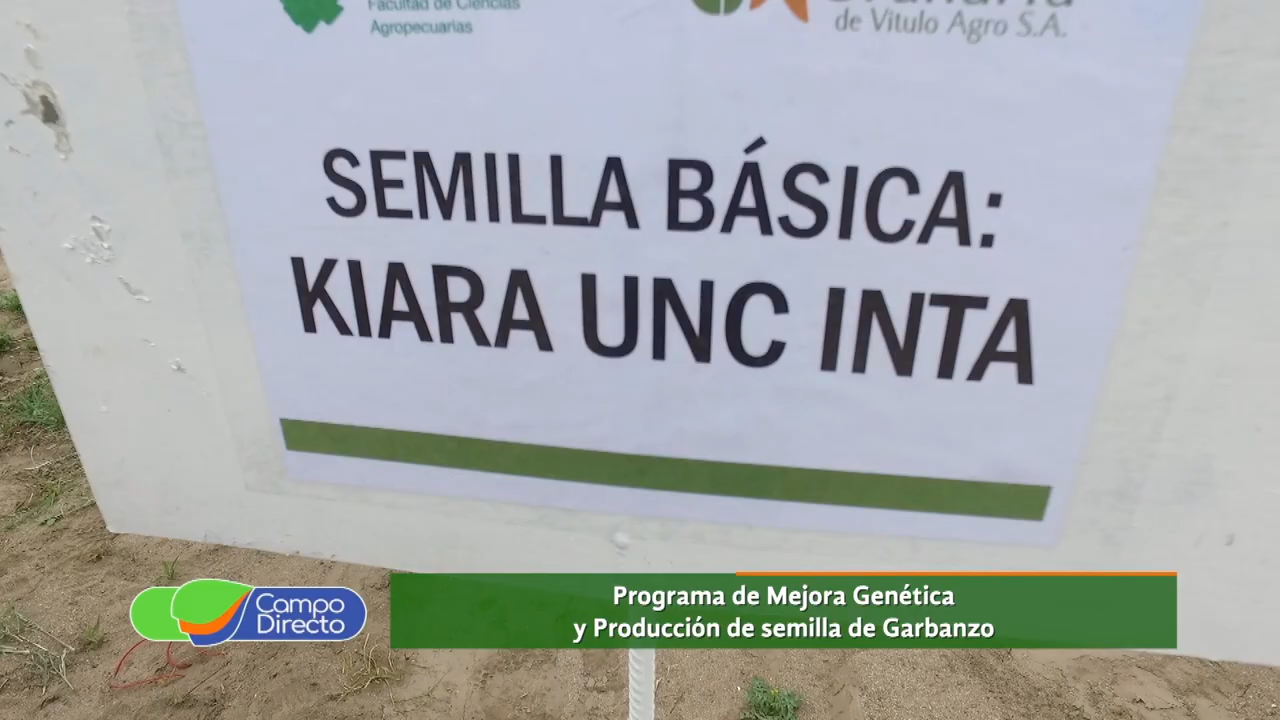 Facultad de Ciencias
Agropecuarias
de Vitulo Agro S.A.
SEMILLA BÁSICA:
KIARA UNC INTA
Campo
Directo
Programa de Mejora Genética
y Producción de semilla de Garbanzo